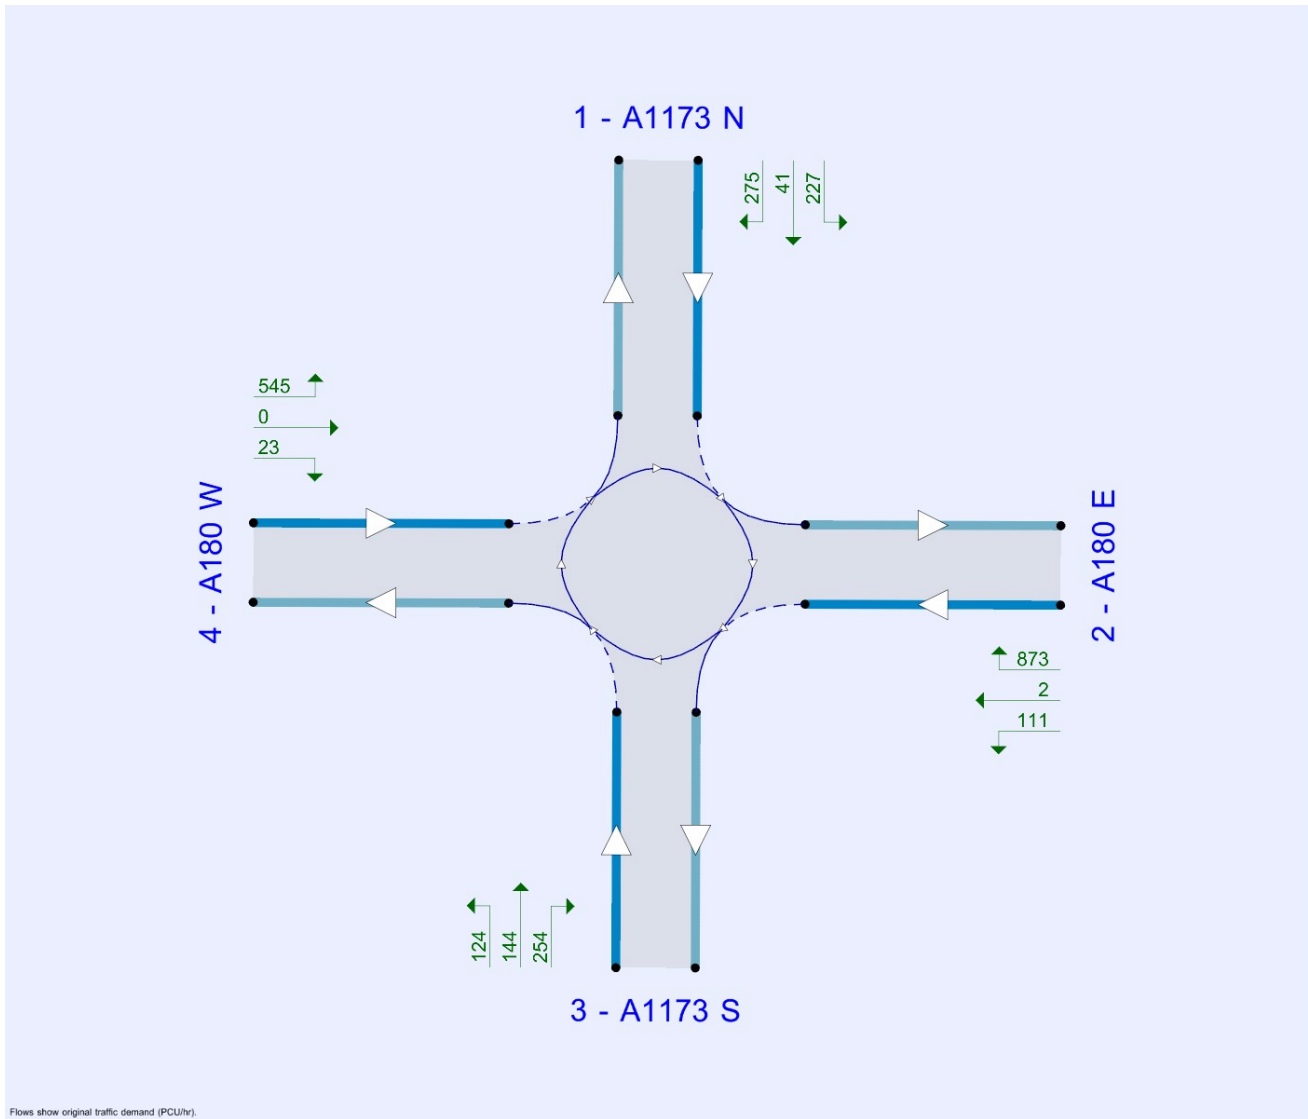 1 - A1173 N
275
41
227
545
0
23
4 - A180 W
2 - A180 E
873
2
111
124
144
254
3 - A1173 S
Flows show original traffic demand (PCU/hr).